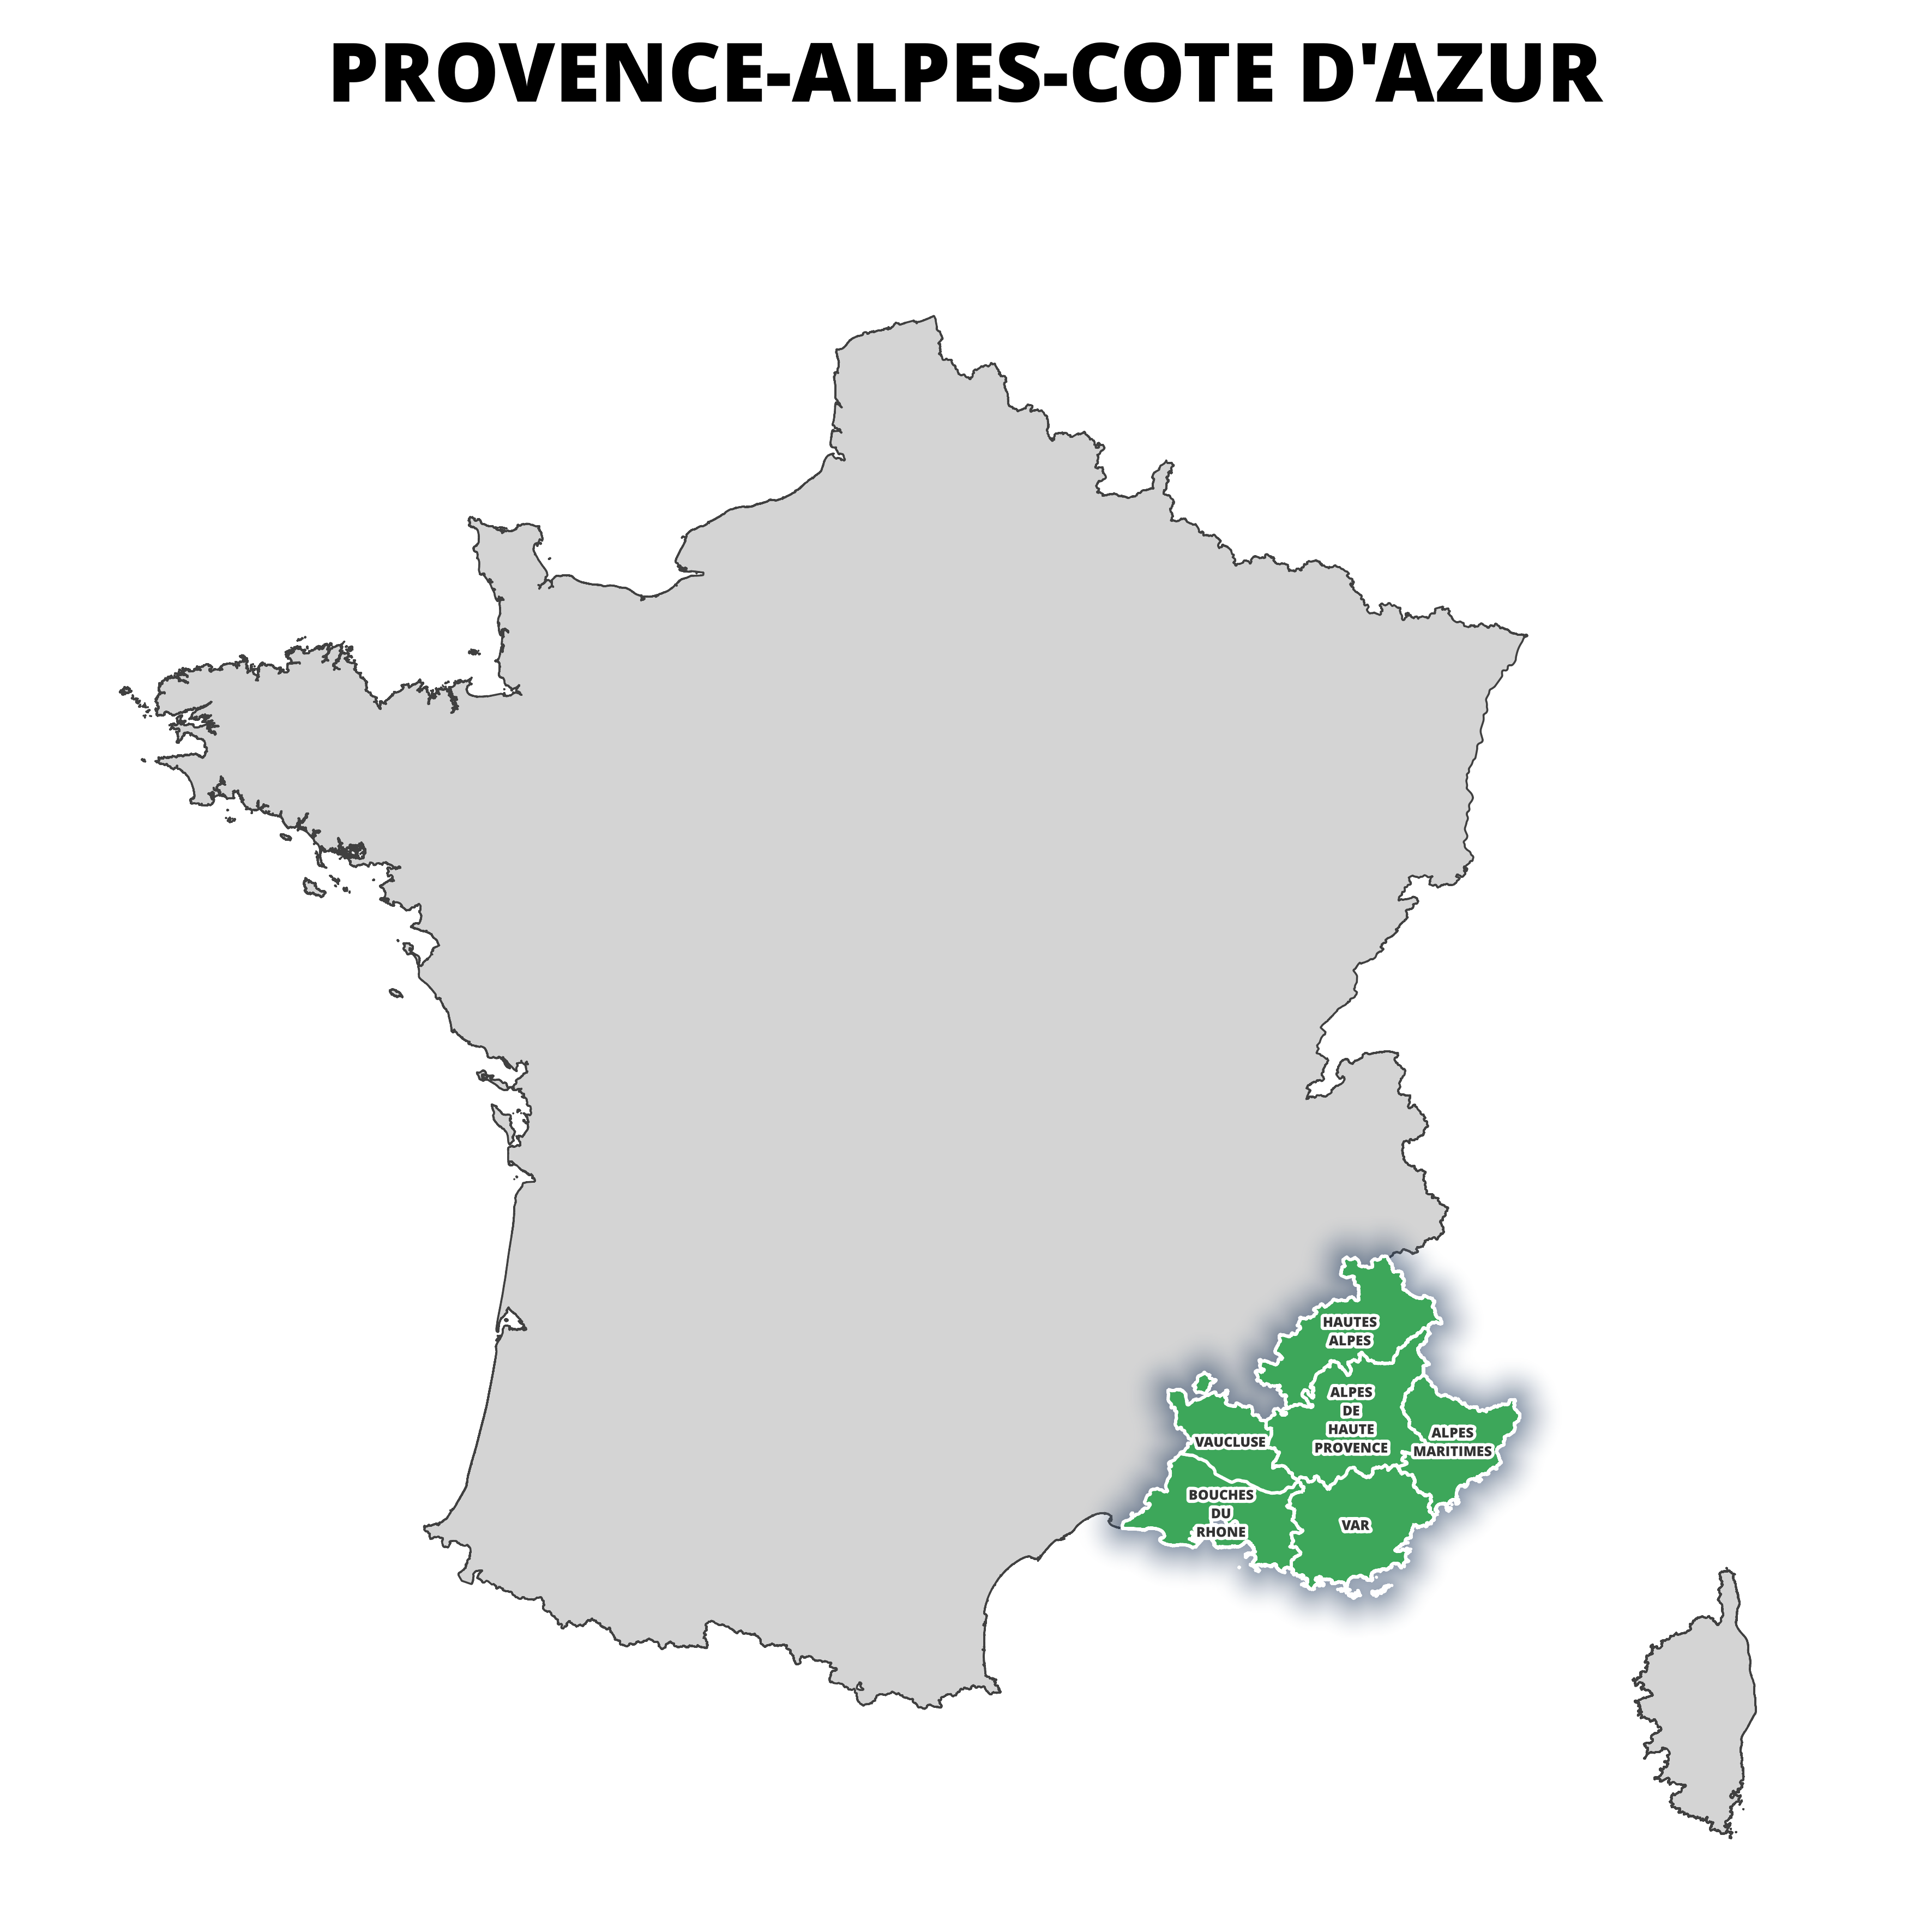 PROVENCE-ALPES-COTE D'AZUR
HAUTES
ALPES
ALPES
DE
HAUTE
PROVENCE
ALPES
MARITIMES
VAUCLUSE
BOUCHES
DU
RHONE
VAR